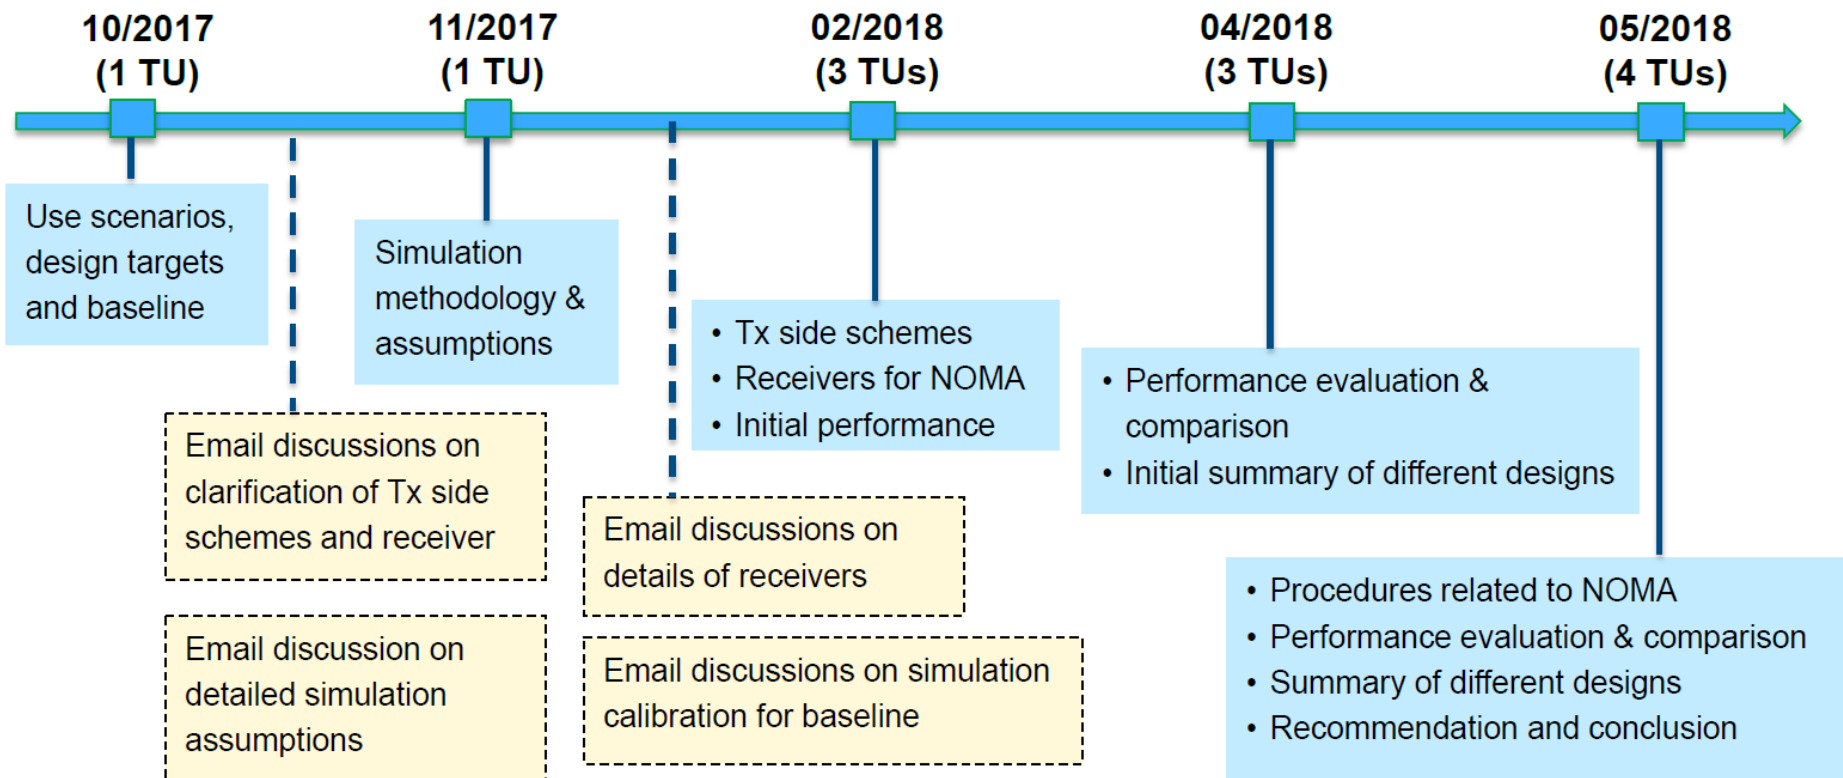 10/2017
(1 TU)
11/2017
(1 TU)
02/2018
(3 TUs)
04/2018
(3 TUs)
05/2018
(4 TUs)
Use scenarios,
design targets
and baseline
Simulation
methodology &
assumptions
• Tx side schemes
• Receivers for NOMA
• Initial performance
• Performance evaluation &
comparison
• Initial summary of different designs
Email discussions on
clarification of Tx side
schemes and receiver
Email discussions on
details of receivers
Email discussion on
detailed simulation
assumptions
Email discussions on simulation
calibration for baseline
• Procedures related to NOMA
• Performance evaluation & comparison
• Summary of different designs
• Recommendation and conclusion